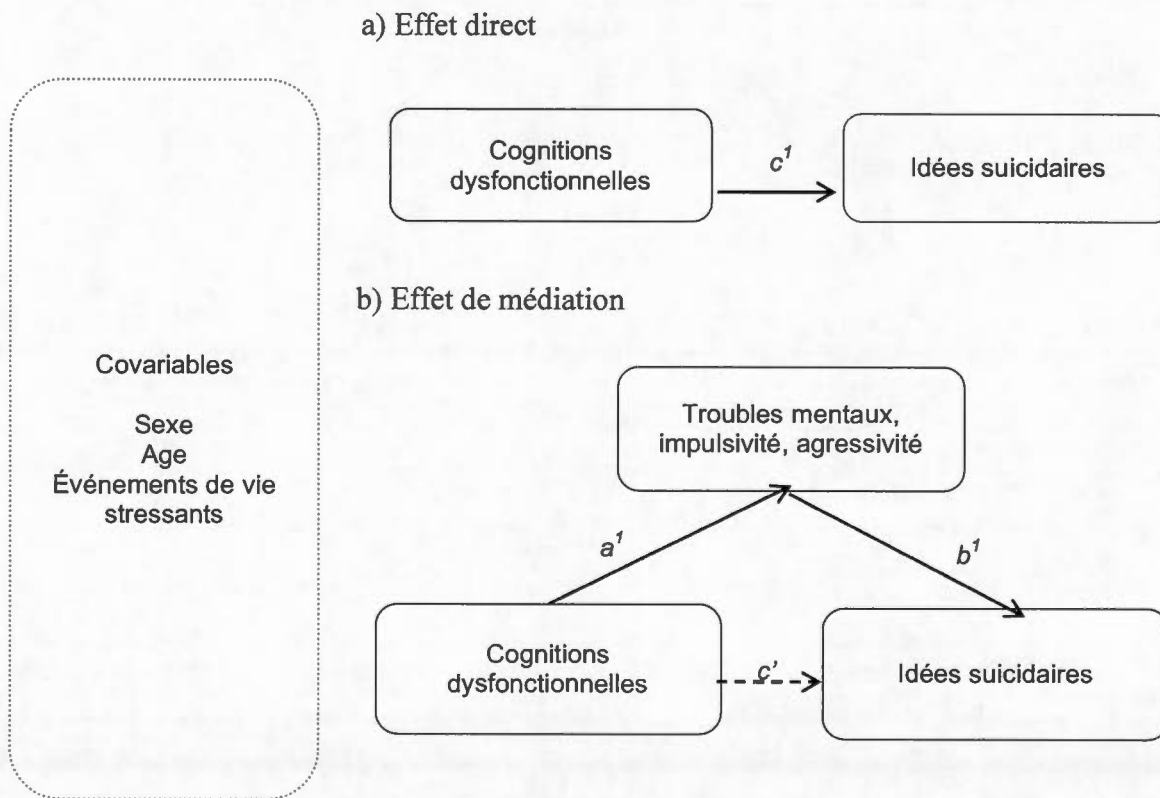 a) Effet direct
Cognitions
dysfonctionnelles
c¹
Idées suicidaires
b) Effet de médiation
Covariables
Sexe
Age
Événements de vie
stressants
Troubles mentaux,
impulsivité, agressivité
a¹
b¹
Cognitions
dysfonctionnelles
c'
Idées suicidaires